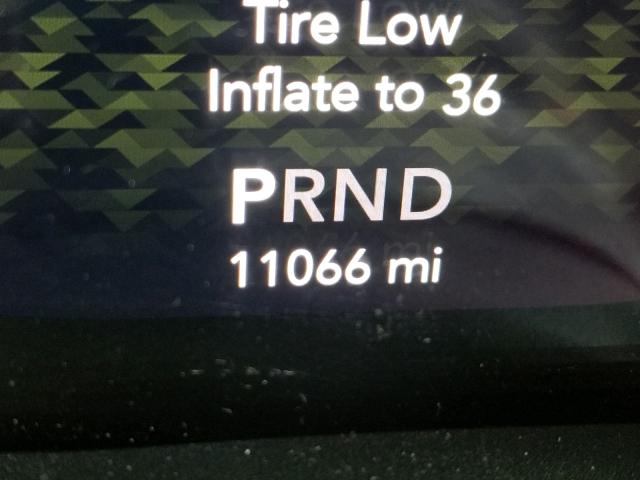 Tire Low
Inflate to 36
PRND
11066 mi